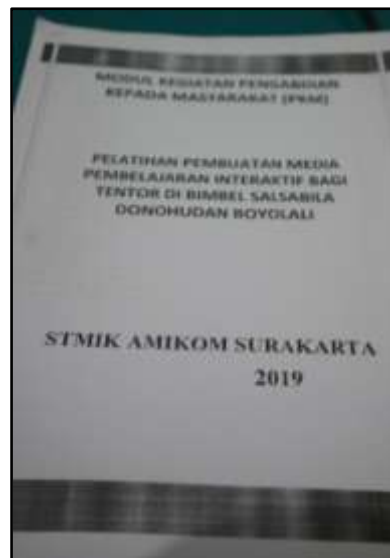 MODUL KEGIATAN PENGABDIAN
KEPADA MASYARAKAT (PKM)
PELATIHAN PEMBUATAN MEDIA
PEMBELAJARAN INTERAKTIF BAGI
TENTOR DI BIMBEL SALSABILA
DONOHUDAN BOYOLALI
STMIK AMIKOM SURAKARTA
2019